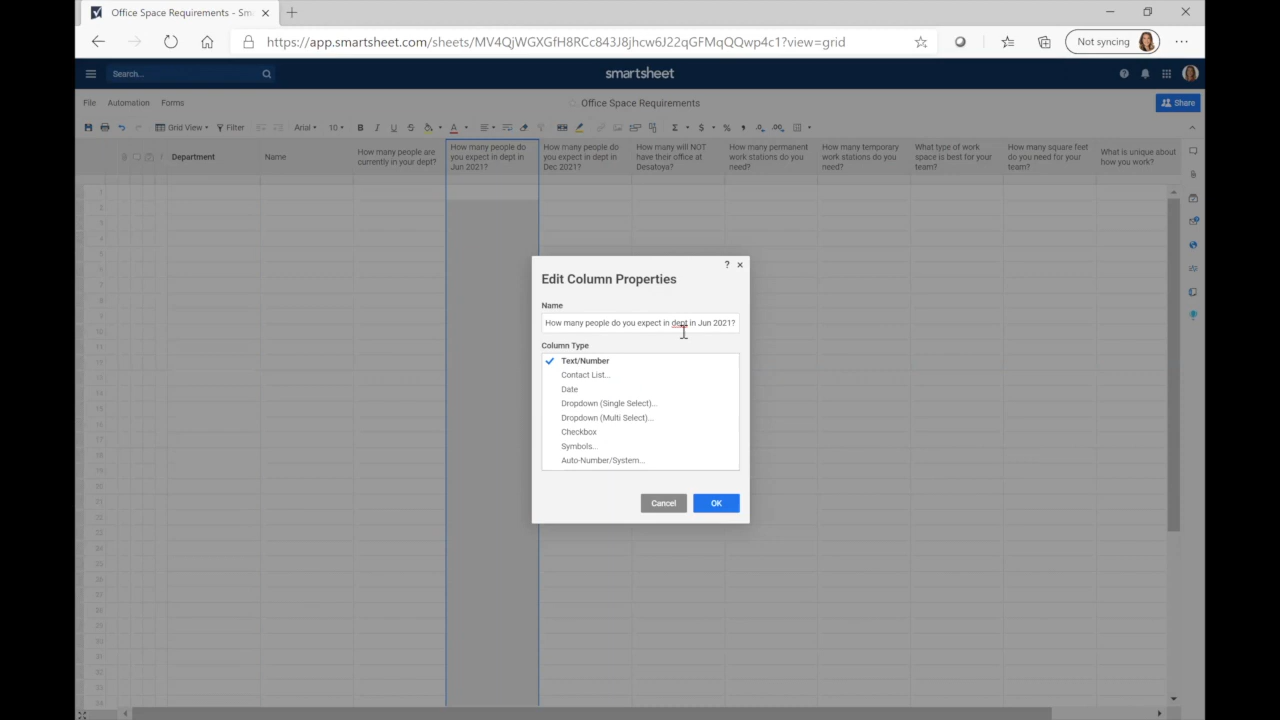 Office Space Requirements - Sm
https://app.smartsheet.com/sheets/MV4QjWGXGfH8RCc843J8jhcw6J22qGFMqQQwp4c1?view=grid
Not syncing
Search...
smartsheet
File
Automation
Forms
Office Space Requirements
Share
Grid View
Filter
Arial
10
B
I
U
S
A
Σ
$
%
Department
Name
How many people are
currently in your dept?
How many people do
you expect in dept in
Jun 2021?
How many people do
you expect in dept in
Dec 2021?
How many will NOT
have their office at
Desatoya?
How many permanent
work stations do you
need?
How many temporary
work stations do you
need?
What type of work
space is best for your
team?
How many square feet
do you need for your
team?
What is unique about
how you work?
Edit Column Properties
Name
How many people do you expect in dept in Jun 2021?
Column Type
Text/Number
Contact List...
Date
Dropdown (Single Select)...
Dropdown (Multi Select)...
Checkbox
Symbols...
Auto-Number/System...
Cancel
OK